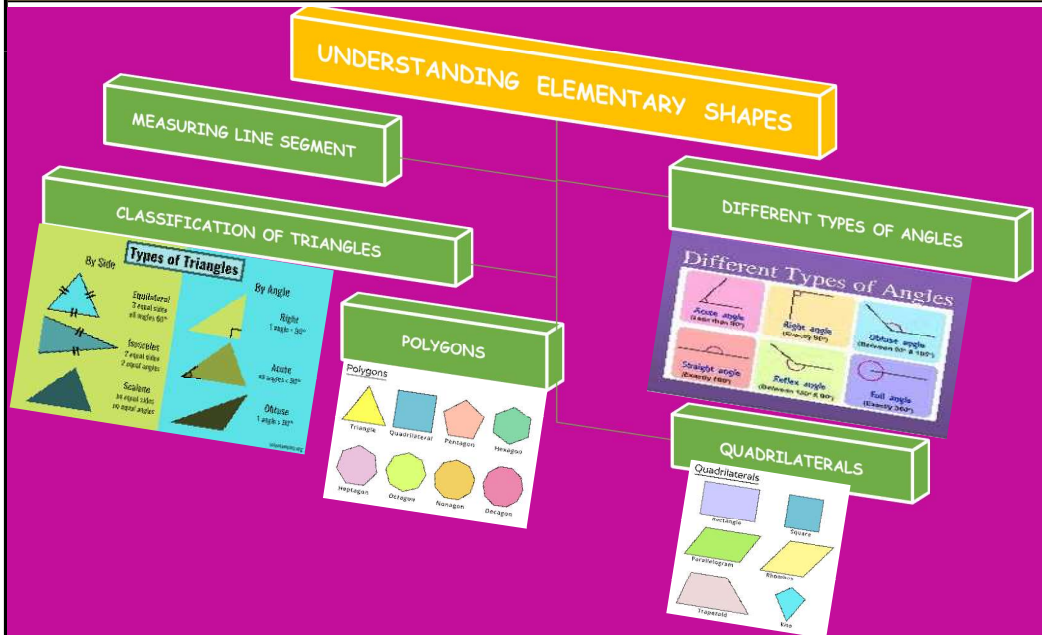 UNDERSTANDING ELEMENTARY SHAPES
MEASURING LINE SEGMENT
CLASSIFICATION OF TRIANGLES
Types of Triangles
By Side
Equilateral
3 equal sides
all angles 60°
Isosceles
2 equal sides
2 equal angles
Scalene
no equal sides
no equal angles
By Angle
Right
1 angle = 90°
Acute
all angles < 90°
Obtuse
1 angle > 90°
POLYGONS
Polygons
Triangle
Quadrilateral
Pentagon
Hexagon
Heptagon
Octagon
Nonagon
Decagon
DIFFERENT TYPES OF ANGLES
Different Types of Angles
Acute angle
(Less than 90°)
Right angle
(Exactly 90°)
Obtuse angle
(Between 90° & 180°)
Straight angle
(Exactly 180°)
Reflex angle
Full angle
(Exactly 360°)
QUADRILATERALS
Quadrilaterals
Rectangle
Square
Parallelogram
Rhombus
Trapezoid
Kite